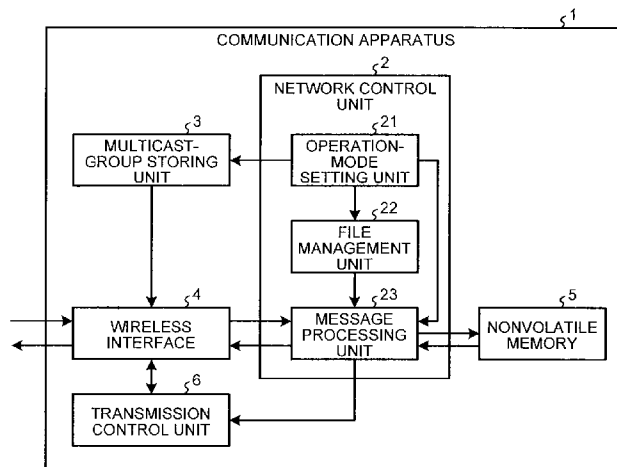 1
COMMUNICATION APPARATUS
2
NETWORK CONTROL
UNIT
3
MULTICAST-
GROUP STORING
UNIT
21
OPERATION-
MODE
SETTING UNIT
22
FILE
MANAGEMENT
UNIT
4
WIRELESS
INTERFACE
23
MESSAGE
PROCESSING
UNIT
5
NONVOLATILE
MEMORY
6
TRANSMISSION
CONTROL UNIT